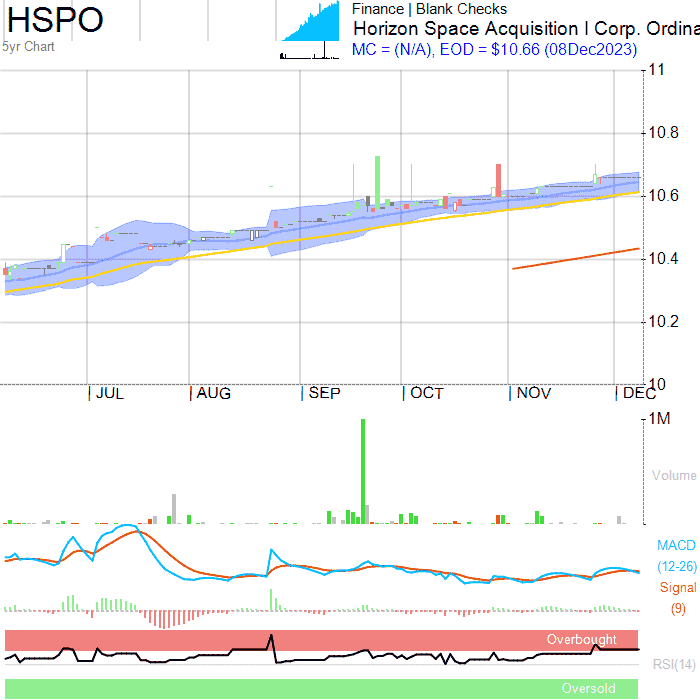 HSPO
5yr Chart
Finance | Blank Checks
Horizon Space Acquisition I Corp. Ordina
MC = (N/A), EOD = $10.66 (08Dec2023)
11
10.8
10.6
10.4
10.2
10
JUL
AUG
SEP
OCT
NOV
DEC
1M
Volume
MACD
(12-26)
Signal
(9)
Overbought
RSI(14)
Oversold